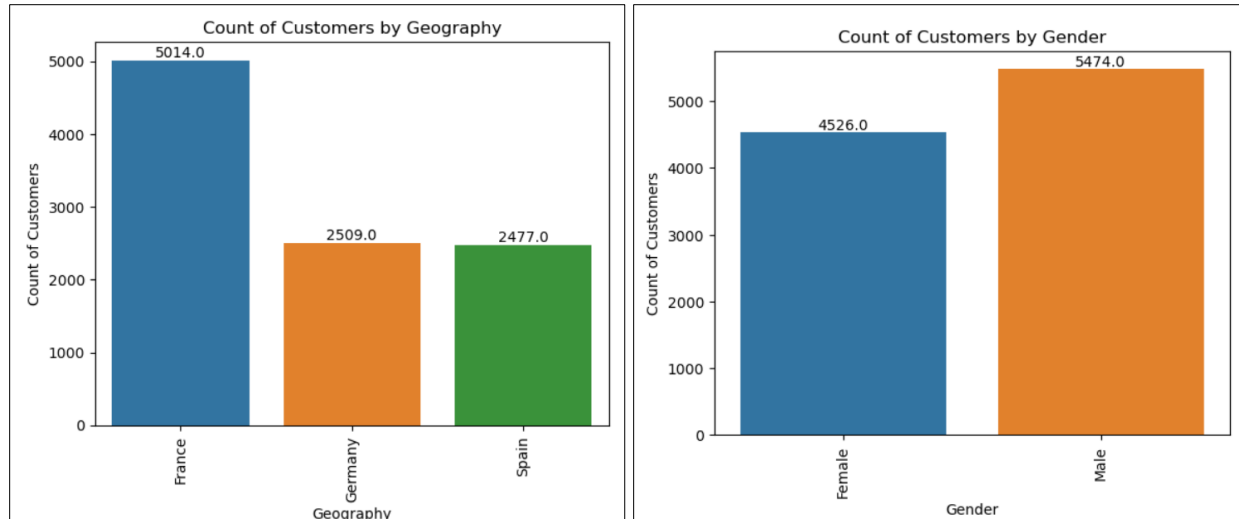 Count of Customers by Geography
5014.0
5000
4000
3000
2000
1000
0
Count of Customers
2509.0
2477.0
France
Germany
Spain
Geography
Count of Customers by Gender
5474.0
4526.0
5000
4000
3000
2000
1000
0
Count of Customers
Female
Male
Gender